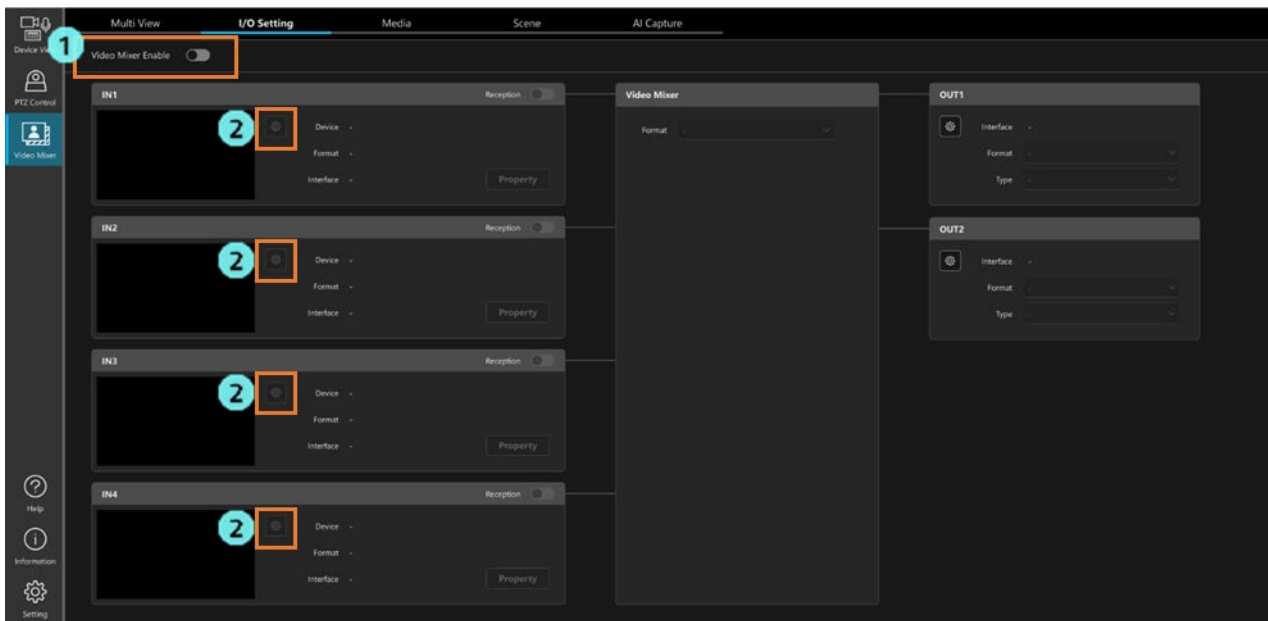 Multi View I/O Setting Media Scene AI Capture
Device Vi
1
Video Mixer Enable
PTZ Control
Video Mixer
IN1 Reception
2
Device -
Format -
Interface - Property
IN2 Reception
2
Device -
Format -
Interface - Property
IN3 Reception
2
Device -
Format -
Interface - Property
IN4 Reception
2
Device -
Format -
Interface - Property
Video Mixer
Format -
OUT1
Interface -
Format -
Type -
OUT2
Interface -
Format -
Type -
Help
Information
Setting